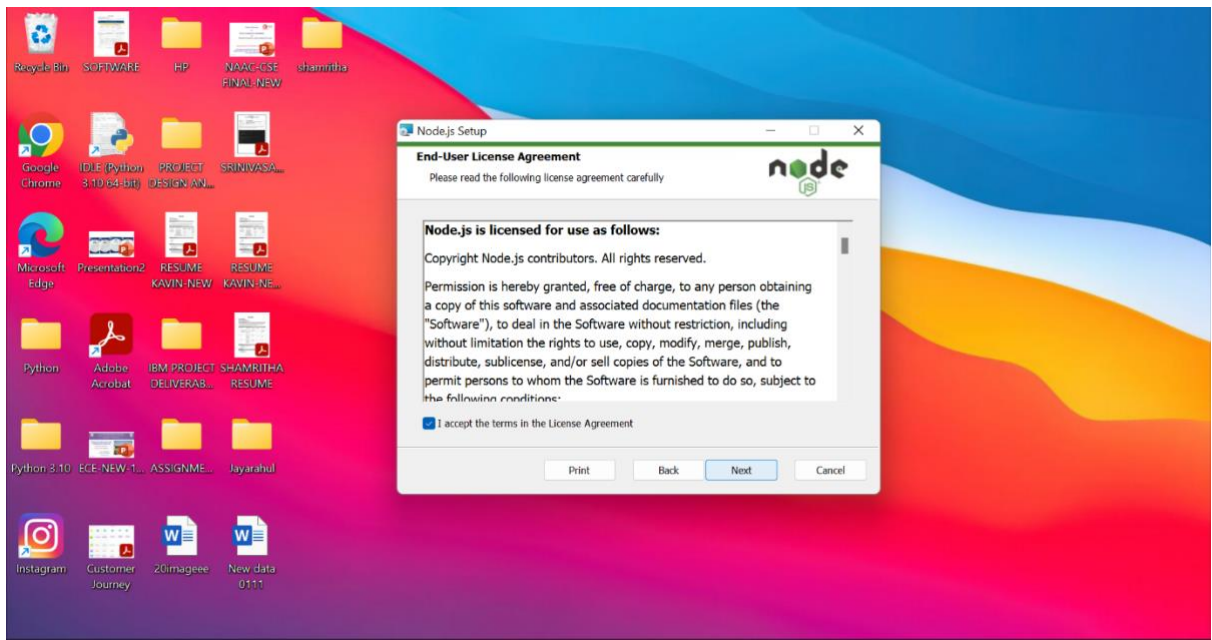 Recycle Bin
SOFTWARE
HP
NAAC-CSE
FINAL-NEW
shamritha
Google
Chrome
IDLE (Python
3.10 64-bit)
PROJECT
DESIGN AN...
SRINIVASA...
Microsoft
Edge
Presentation2
RESUME
KAVIN-NEW
RESUME
KAVIN-NE...
Python
Adobe
Acrobat
IBM PROJECT
DELIVERAB...
SHAMRITHA
RESUME
Python 3.10
ECE-NEW-1...
ASSIGNME...
Jayarahul
Instagram
Customer
Journey
20imageee
New data
0111
Node.js Setup
End-User License Agreement
Please read the following license agreement carefully
node
JS
Node.js is licensed for use as follows:
Copyright Node.js contributors. All rights reserved.
Permission is hereby granted, free of charge, to any person obtaining
a copy of this software and associated documentation files (the
"Software"), to deal in the Software without restriction, including
without limitation the rights to use, copy, modify, merge, publish,
distribute, sublicense, and/or sell copies of the Software, and to
permit persons to whom the Software is furnished to do so, subject to
the following conditions:
I accept the terms in the License Agreement
Print
Back
Next
Cancel